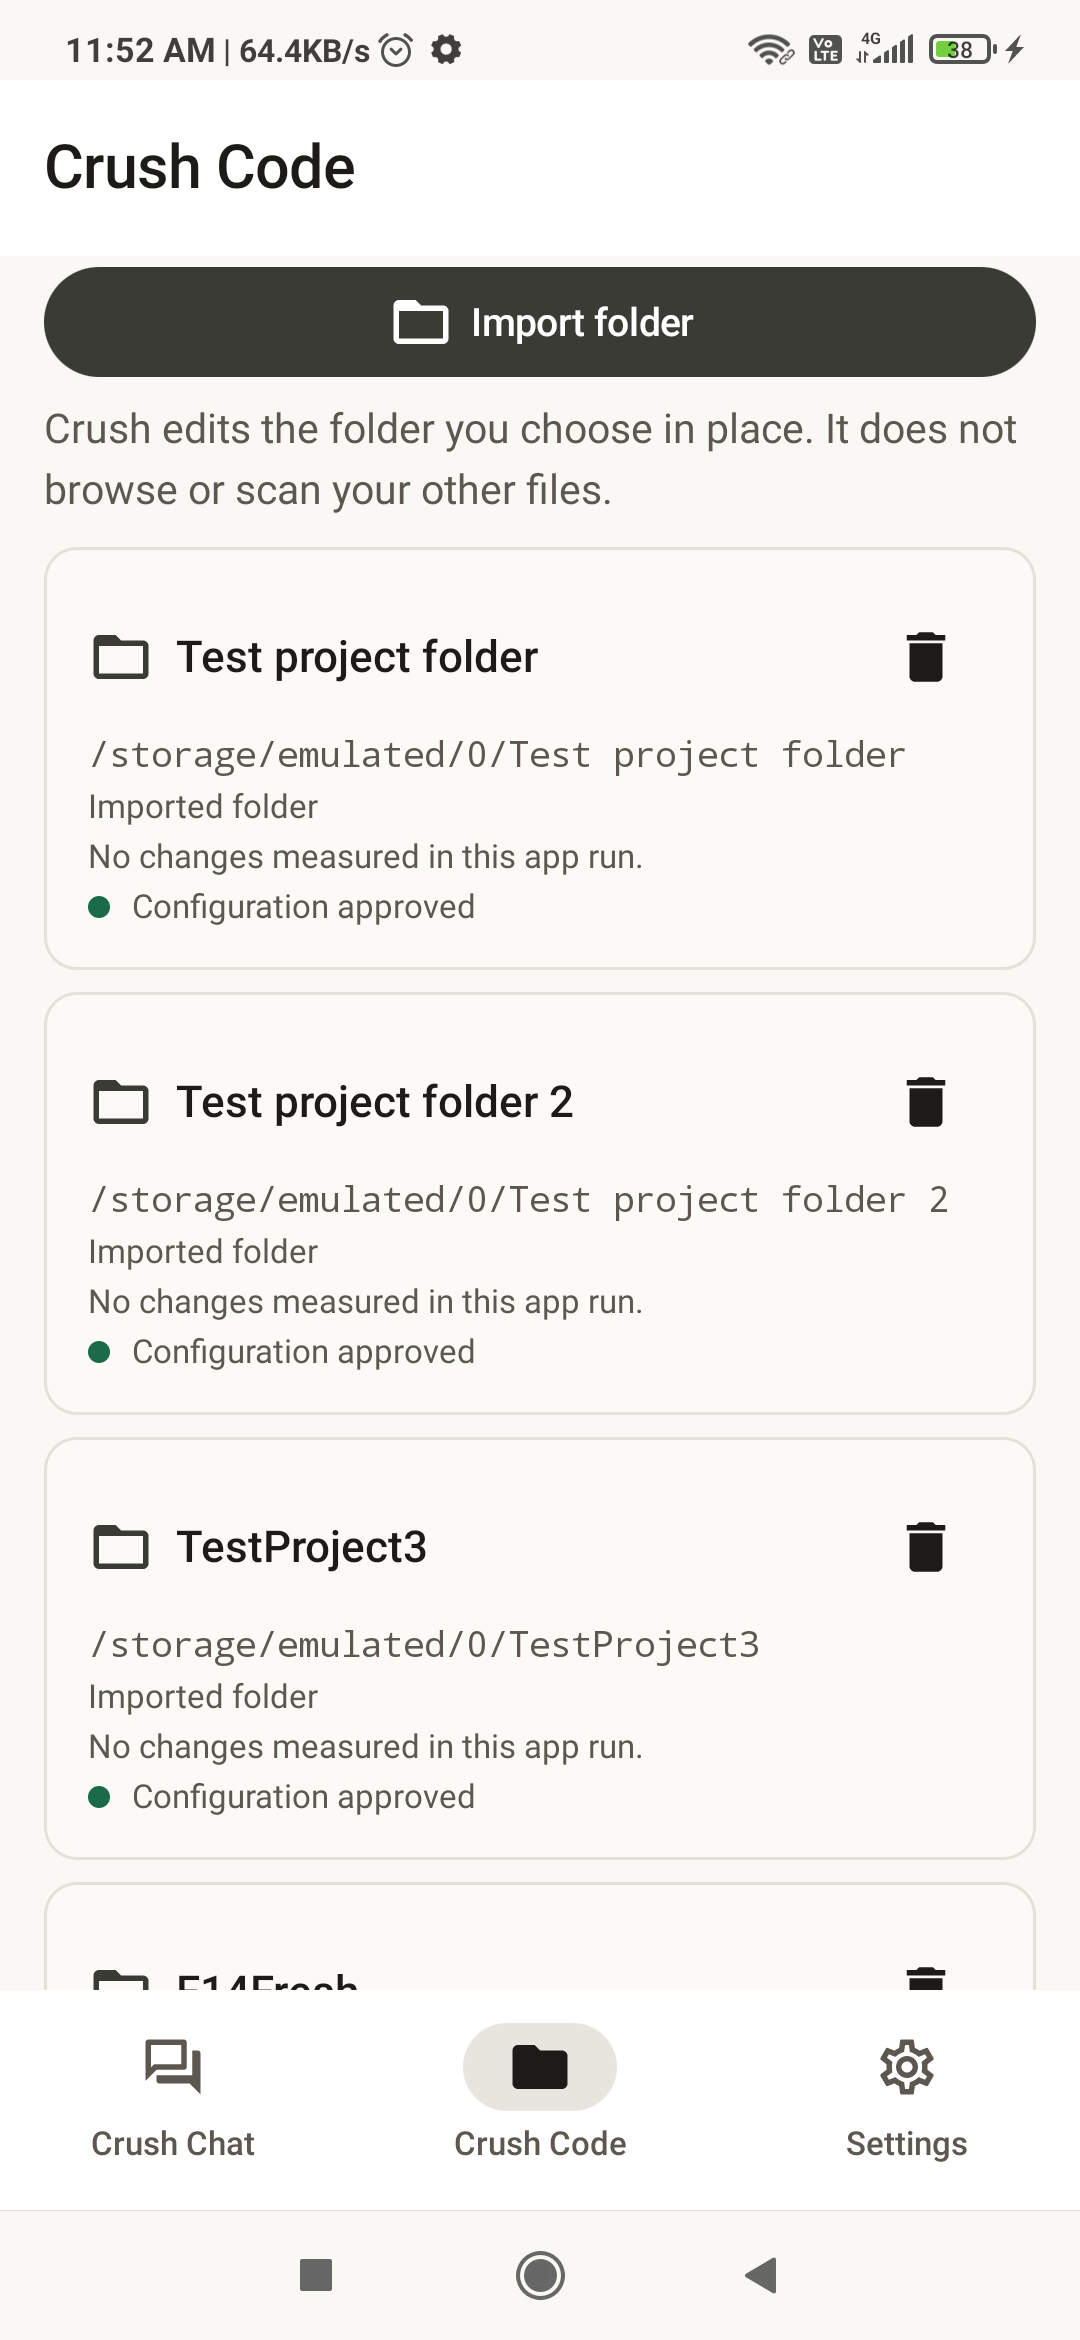 11:52 AM | 64.4KB/s
Vo LTE
4G
38
Crush Code
Import folder
Crush edits the folder you choose in place. It does not
browse or scan your other files.
Test project folder
/storage/emulated/0/Test project folder
Imported folder
No changes measured in this app run.
Configuration approved
Test project folder 2
/storage/emulated/0/Test project folder 2
Imported folder
No changes measured in this app run.
Configuration approved
TestProject3
/storage/emulated/0/TestProject3
Imported folder
No changes measured in this app run.
Configuration approved
Crush Chat
Crush Code
Settings